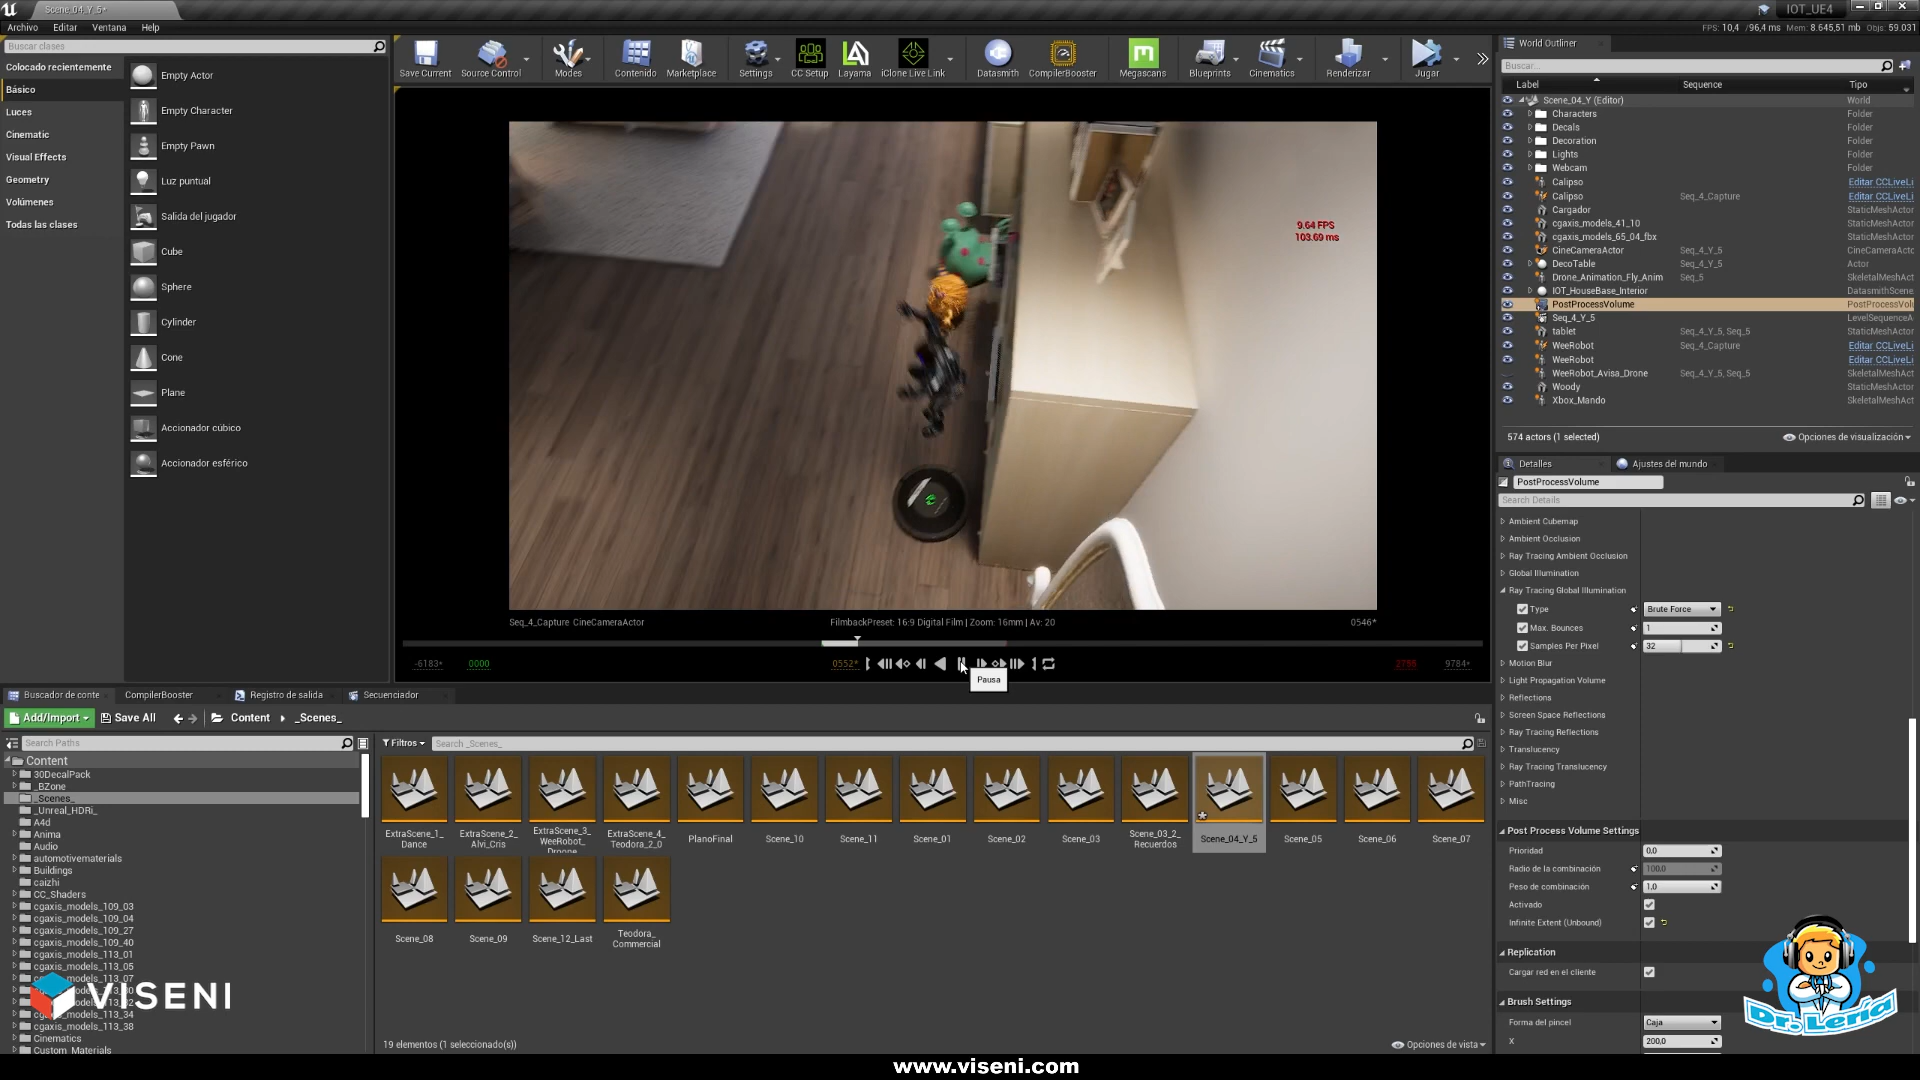 Scene_04_Y_5*
IOT_UE4
Archivo Editar Ventana Help
FPS: 10,4 / 96,4 ms Mem: 8.645,51 mb Objs: 59.031
Buscar clases
Colocado recientemente
Básico
Luces
Cinematic
Visual Effects
Geometry
Volúmenes
Todas las clases
Empty Actor
Empty Character
Empty Pawn
Luz puntual
Salida del jugador
Cube
Sphere
Cylinder
Cone
Plane
Accionador cúbico
Accionador esférico
Save Current
Source Control
Modes
Contenido
Marketplace
Settings
CC Setup
Layama
iClone Live Link
Datasmith
CompilerBooster
Megascans
Blueprints
Cinematics
Renderizar
Jugar
9.64 FPS
103.69 ms
Seq_4_Capture CineCameraActor
FilmbackPreset: 16:9 Digital Film | Zoom: 16mm | Av: 20
0546*
-6183* 0000 0552* 2755 9784*
Pausa
World Outliner
Buscar...
Label Sequence Tipo
Scene_04_Y (Editor) World
Characters Folder
Decals Folder
Decoration Folder
Lights Folder
Webcam Folder
Calipso Editar CCLiveLi
Calipso Seq_4_Capture Editar CCLiveLi
Cargador StaticMeshActor
cgaxis_models_41_10 StaticMeshActor
cgaxis_models_65_04_fbx StaticMeshActor
CineCameraActor Seq_4_Y_5 CineCameraActo
DecoTable Seq_4_Y_5 Actor
Drone_Animation_Fly_Anim Seq_5 SkeletalMeshAct
IOT_HouseBase_Interior DatasmithScene
PostProcessVolume PostProcessVolu
Seq_4_Y_5 LevelSequenceA
tablet Seq_4_Y_5, Seq_5 StaticMeshActor
WeeRobot Seq_4_Capture Editar CCLiveLi
WeeRobot Editar CCLiveLi
WeeRobot_Avisa_Drone Seq_4_Y_5, Seq_5 SkeletalMeshAct
Woody StaticMeshActor
Xbox_Mando SkeletalMeshAct
574 actors (1 selected)
Opciones de visualización
Detalles
Ajustes del mundo
PostProcessVolume
Search Details
Ambient Cubemap
Ambient Occlusion
Ray Tracing Ambient Occlusion
Global Illumination
Ray Tracing Global Illumination
Type Brute Force
Max. Bounces 1
Samples Per Pixel 32
Motion Blur
Light Propagation Volume
Reflections
Screen Space Reflections
Ray Tracing Reflections
Translucency
Ray Tracing Translucency
PathTracing
Misc
Post Process Volume Settings
Prioridad 0.0
Radio de la combinación 100,0
Peso de combinación 1.0
Activado
Infinite Extent (Unbound)
Replication
Cargar red en el cliente
Brush Settings
Forma del pincel Caja
X 200,0
Buscador de conte
CompilerBooster
Registro de salida
Secuenciador
Add/Import
Save All
Content
_Scenes_
Search Paths
Filtros
Search _Scenes_
Content
30DecalPack
_BZone
_Scenes_
_Unreal_HDRi_
A4d
Anima
Audio
automotivematerials
Buildings
caizhi
CC_Shaders
cgaxis_models_109_03
cgaxis_models_109_04
cgaxis_models_109_27
cgaxis_models_109_40
cgaxis_models_113_01
cgaxis_models_113_05
cgaxis_models_113_34
cgaxis_models_113_38
Cinematics
Custom_Materials
ExtraScene_1_
Dance
ExtraScene_2_
Alvi_Cris
ExtraScene_3_
WeeRobot_
ExtraScene_4_
Teodora_2_0
PlanoFinal
Scene_10
Scene_11
Scene_01
Scene_02
Scene_03
Scene_03_2_
Recuerdos
Scene_04_Y_5
Scene_05
Scene_06
Scene_07
Scene_08
Scene_09
Scene_12_Last
Teodora_
Commercial
19 elementos (1 seleccionado(s))
Opciones de vista
VISENI
Dr. Leria
www.viseni.com